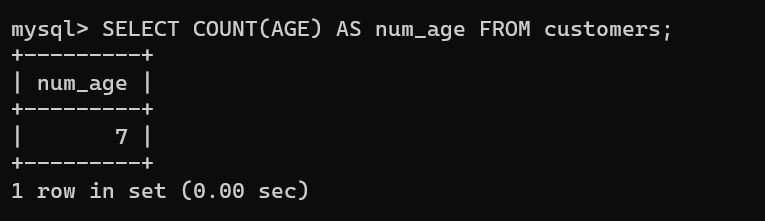 mysql> SELECT COUNT(AGE) AS num_age FROM customers;
+---------+
| num_age |
+---------+
|       7 |
+---------+
1 row in set (0.00 sec)